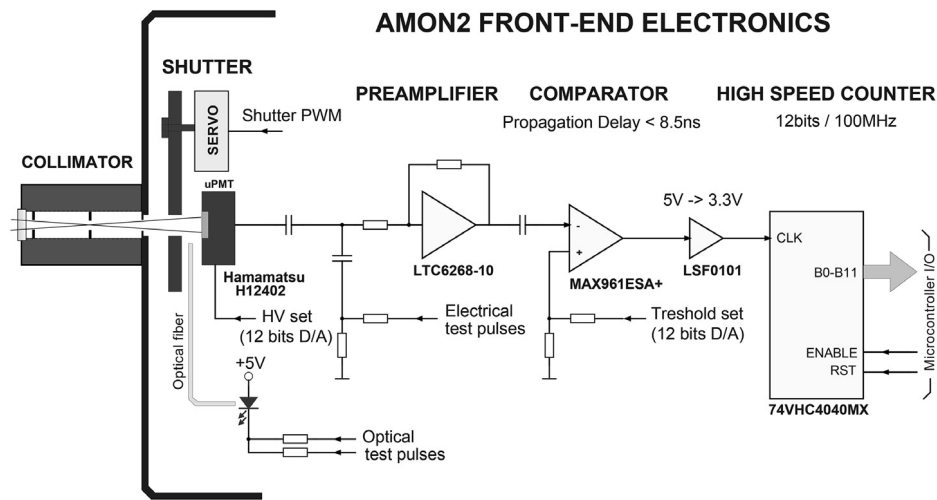 AMON2 FRONT-END ELECTRONICS
SHUTTER
SERVO
Shutter PWM
PREAMPLIFIER
COMPARATOR
Propagation Delay < 8.5ns
HIGH SPEED COUNTER
12bits / 100MHz
COLLIMATOR
uPMT
Hamamatsu
H12402
HV set
(12 bits D/A)
Optical fiber
+5V
Optical
test pulses
Electrical
test pulses
LTC6268-10
-
+
MAX961ESA+
Treshold set
(12 bits D/A)
5V -> 3.3V
LSF0101
CLK
B0-B11
ENABLE
RST
74VHC4040MX
Microcontroller I/O